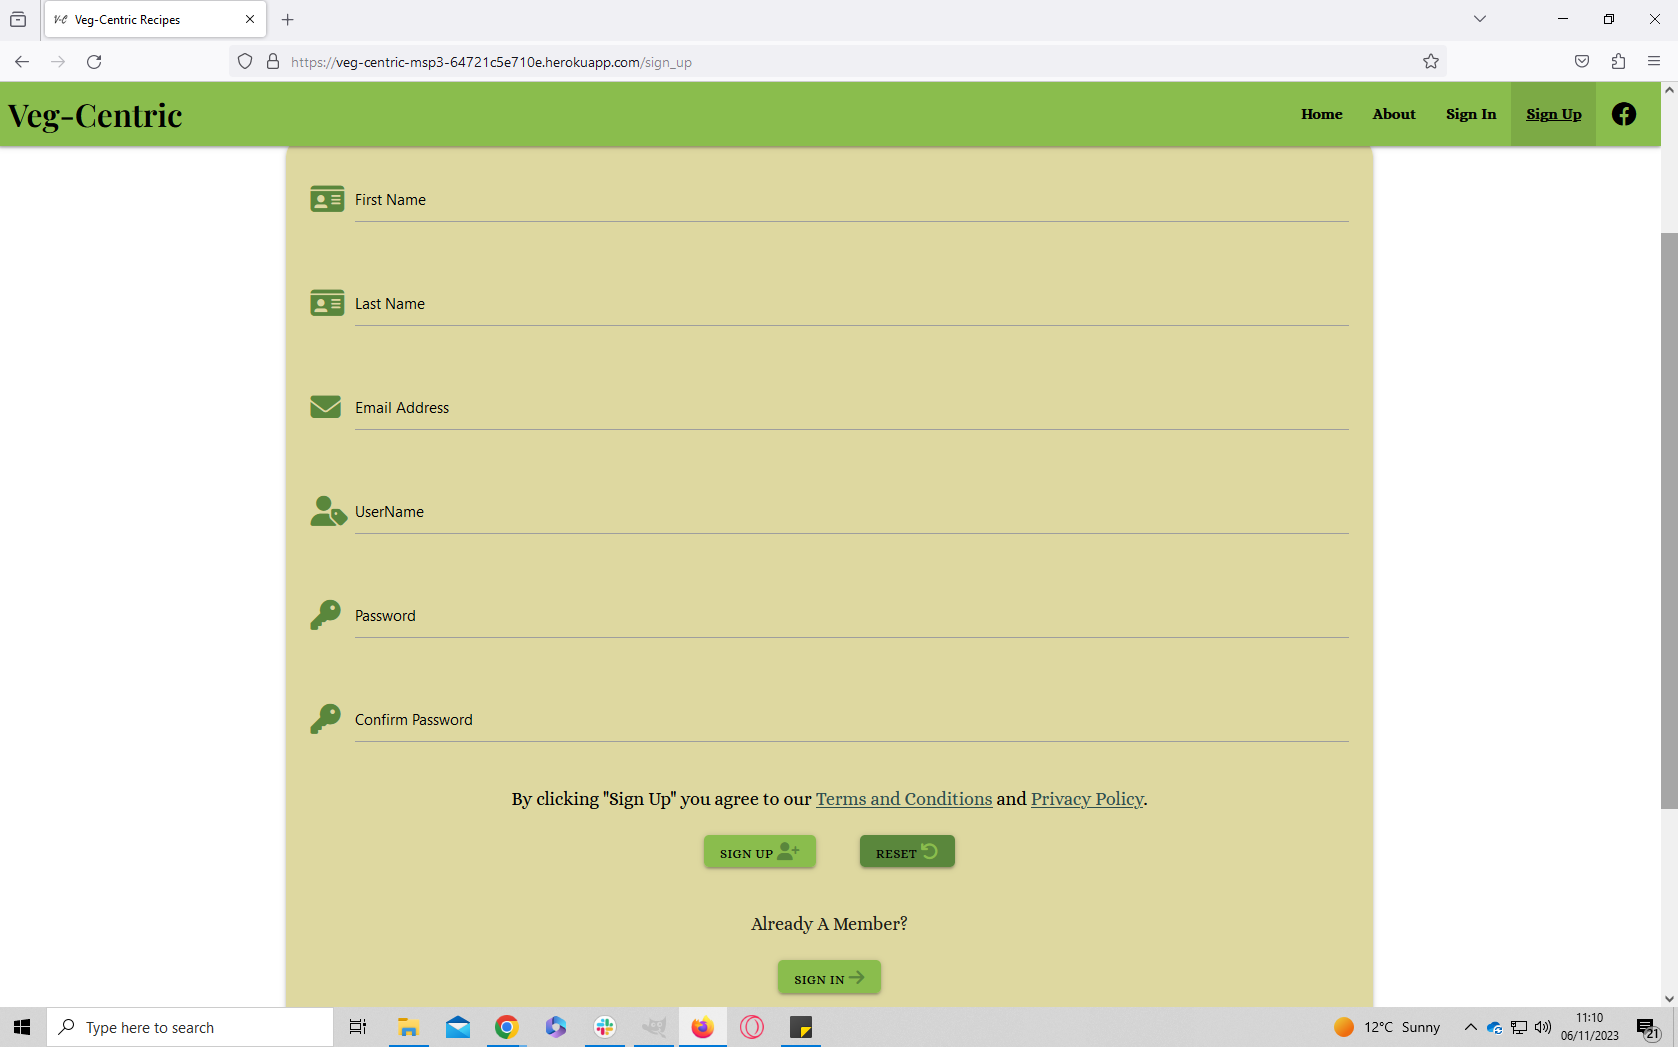 V-C Veg-Centric Recipes
https://veg-centric-msp3-64721c5e710e.herokuapp.com/sign_up
Veg-Centric Home About Sign In Sign Up
First Name
Last Name
Email Address
UserName
Password
Confirm Password
By clicking "Sign Up" you agree to our Terms and Conditions and Privacy Policy.
SIGN UP RESET
Already A Member?
SIGN IN
Type here to search 12°C Sunny 11:10
06/11/2023 21